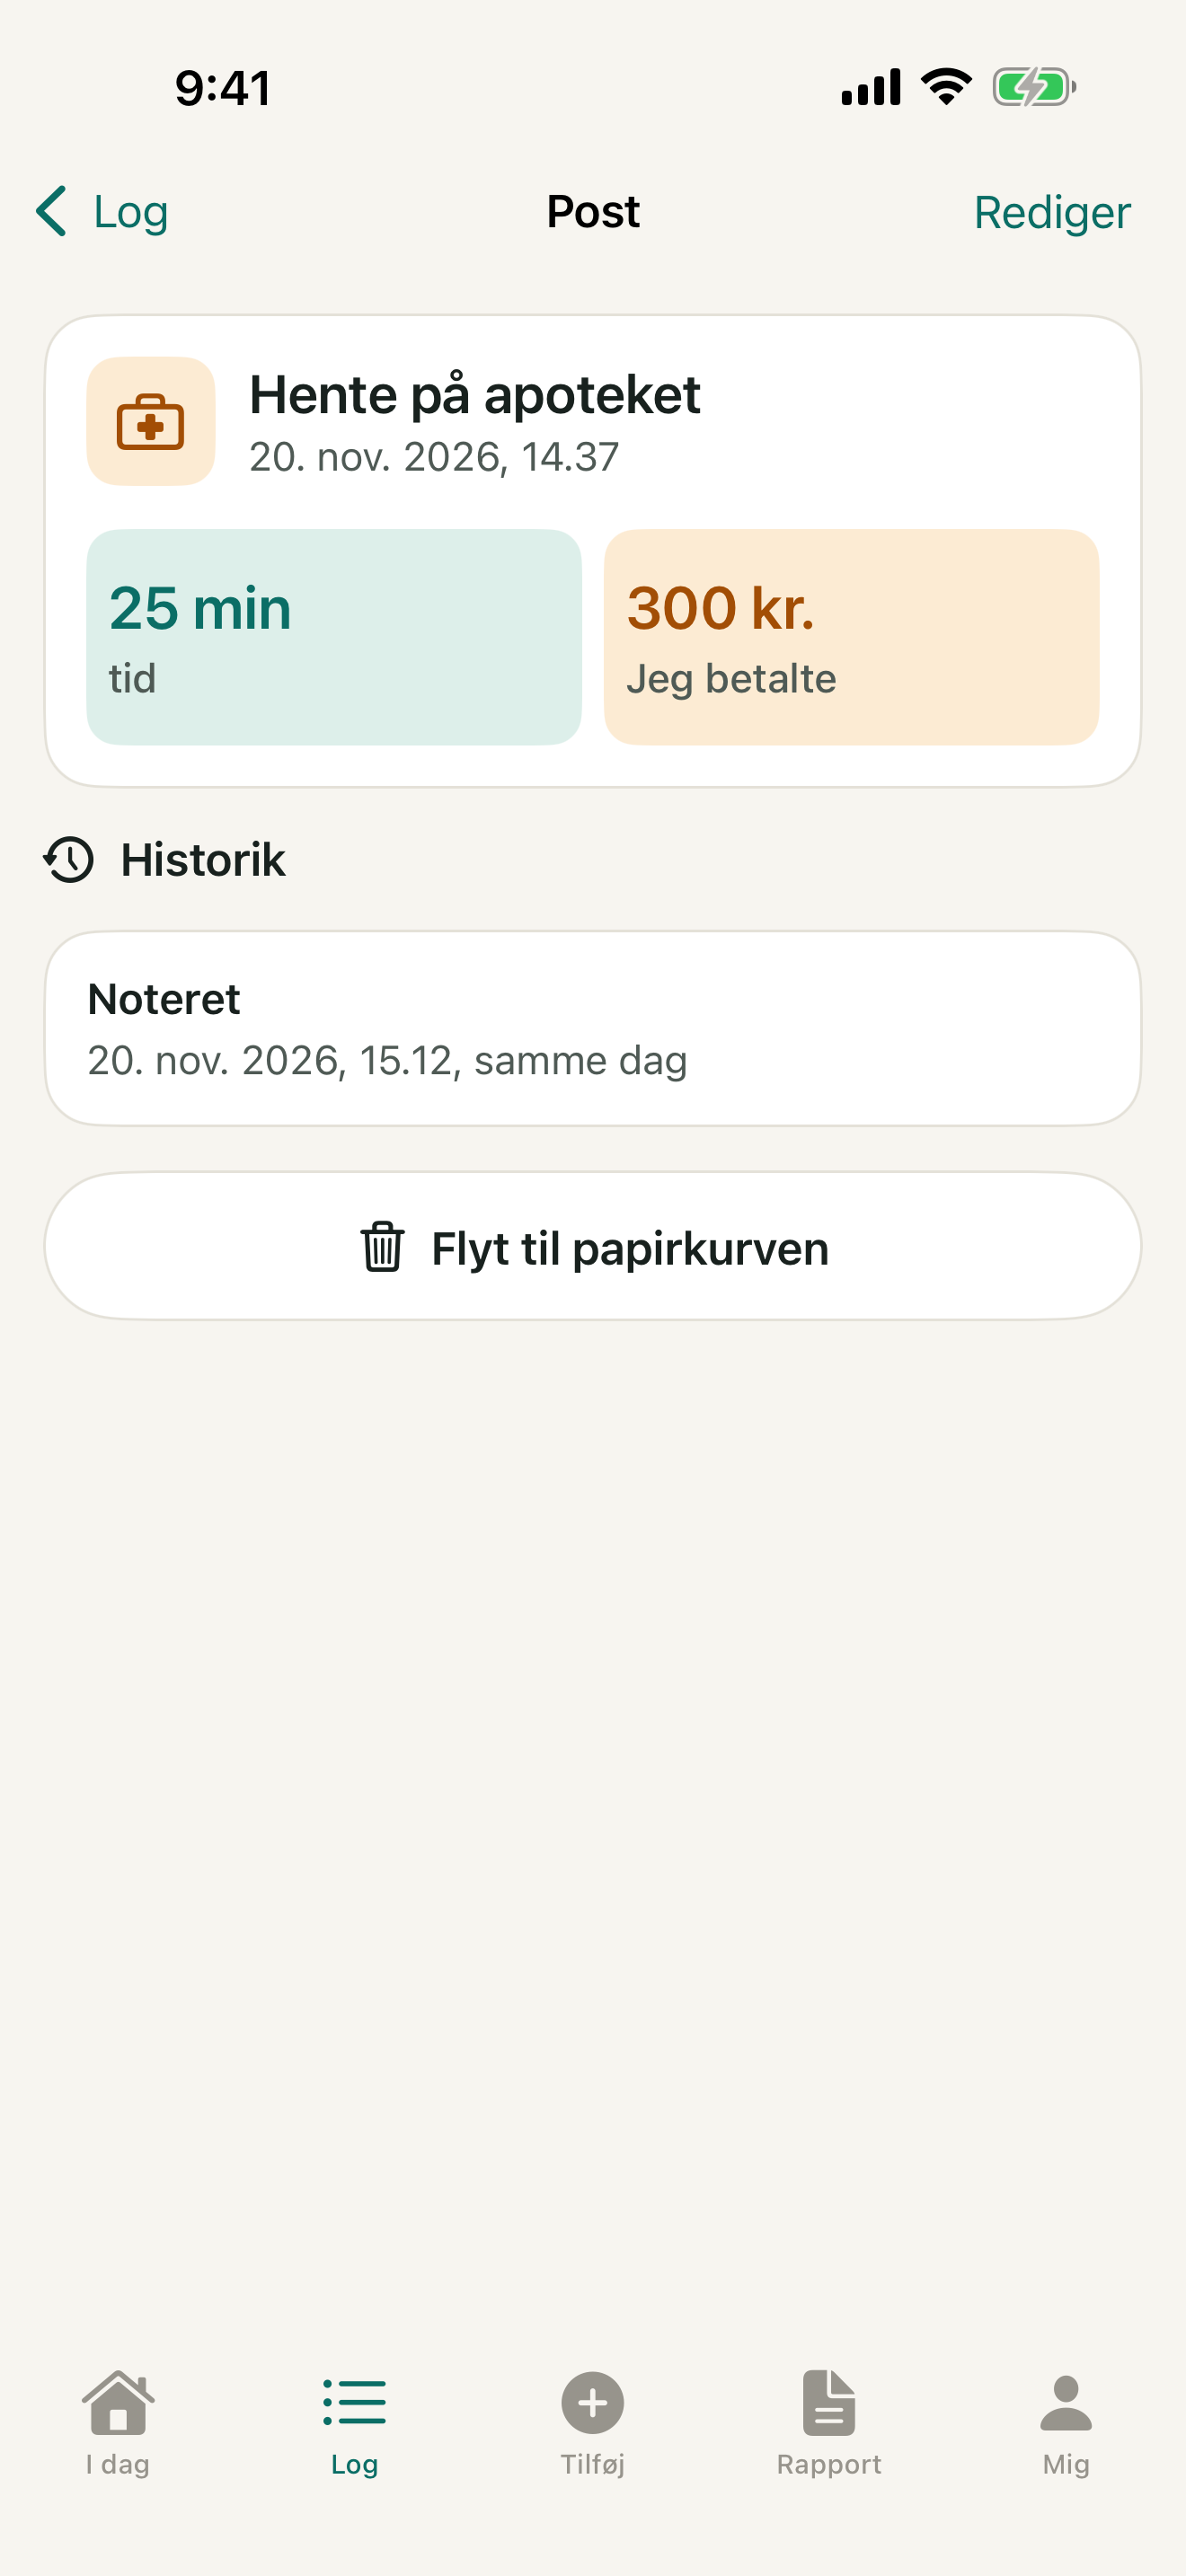 9:41
Log
Post
Rediger
Hente på apoteket
20. nov. 2026, 14.37
25 min
tid
300 kr.
Jeg betalte
Historik
Noteret
20. nov. 2026, 15.12, samme dag
Flyt til papirkurven
I dag
Log
Tilføj
Rapport
Mig